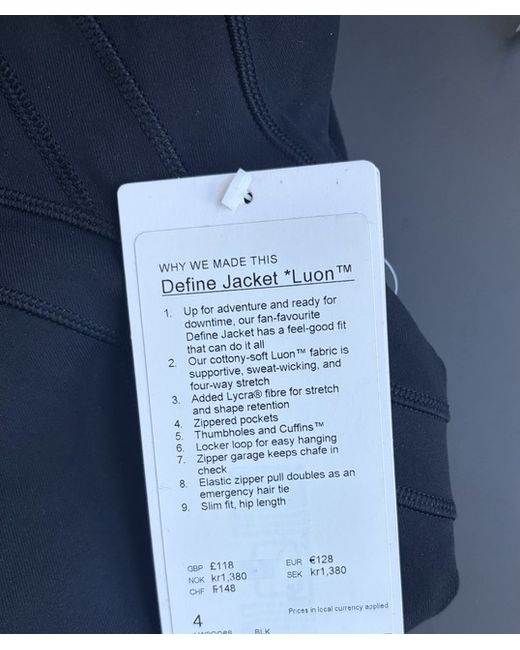 WHY WE MADE THIS
Define Jacket *Luon™
1. Up for adventure and ready for
downtime, our fan-favourite
Define Jacket has a feel-good fit
that can do it all
2. Our cottony-soft Luon™ fabric is
supportive, sweat-wicking, and
four-way stretch
3. Added Lycra® fibre for stretch
and shape retention
4. Zippered pockets
5. Thumbholes and Cuffins™
6. Locker loop for easy hanging
7. Zipper garage keeps chafe in
check
8. Elastic zipper pull doubles as an
emergency hair tie
9. Slim fit, hip length
GBP £118 EUR €128
NOK kr1,380 SEK kr1,380
CHF ₣148
Prices in local currency applied
4
BLK